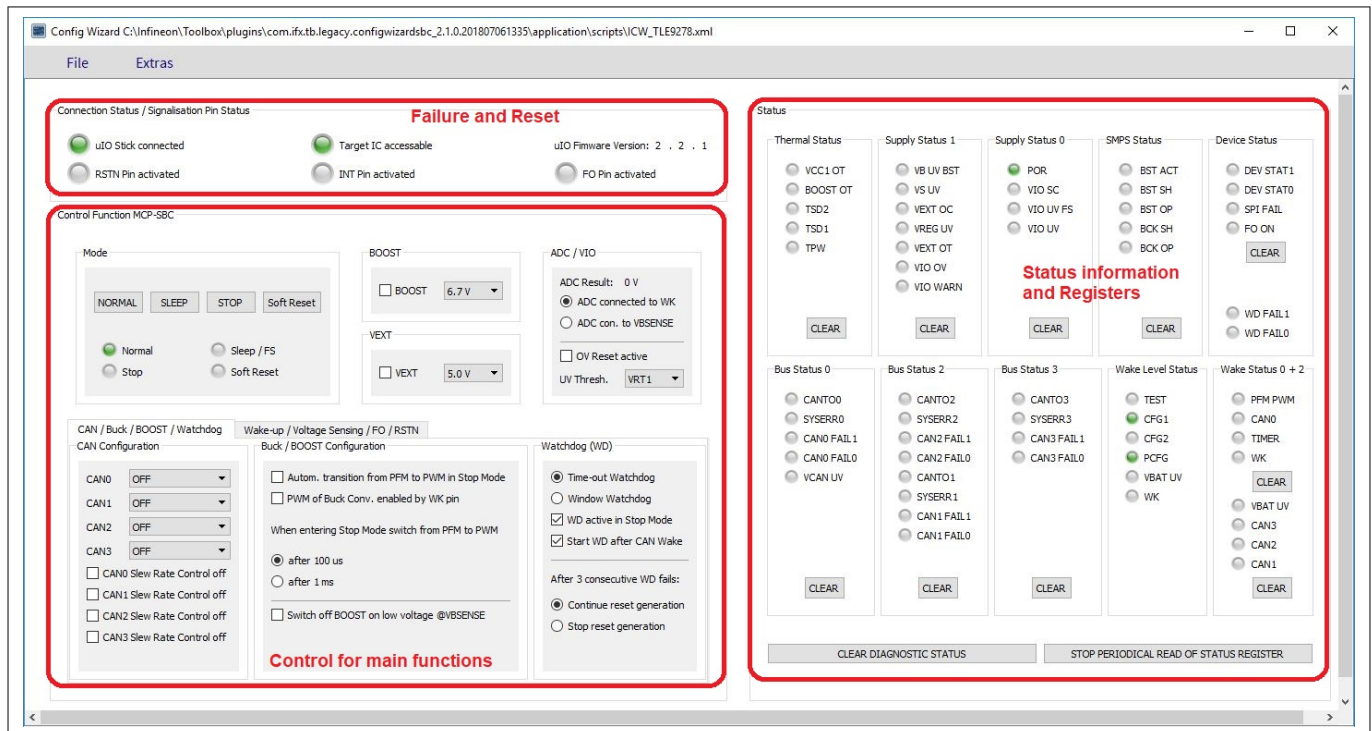 Config Wizard C:\Infineon\Toolbox\plugins\com.ifx.tb.legacy.configwizardsbc_2.1.0.201807061335\application\scripts\ICW_TLE9278.xml
File Extras
Connection Status / Signalisation Pin Status
Failure and Reset
uIO Stick connected
Target IC accessable
uIO Fimware Version: 2 . 2 . 1
RSTN Pin activated
INT Pin activated
FO Pin activated
Control Function MCP-SBC
Mode
NORMAL SLEEP STOP Soft Reset
Normal
Sleep / FS
Stop
Soft Reset
BOOST
BOOST 6.7 V
VEXT
VEXT 5.0 V
ADC / VIO
ADC Result: 0 V
ADC connected to WK
ADC con. to VBSENSE
OV Reset active
UV Thresh. VRT1
CAN / Buck / BOOST / Watchdog
Wake-up / Voltage Sensing / FO / RSTN
CAN Configuration
CAN0 OFF
CAN1 OFF
CAN2 OFF
CAN3 OFF
CAN0 Slew Rate Control off
CAN1 Slew Rate Control off
CAN2 Slew Rate Control off
CAN3 Slew Rate Control off
Buck / BOOST Configuration
Autom. transition from PFM to PWM in Stop Mode
PWM of Buck Conv. enabled by WK pin
When entering Stop Mode switch from PFM to PWM
after 100 us
after 1 ms
Switch off BOOST on low voltage @VBSENSE
Control for main functions
Watchdog (WD)
Time-out Watchdog
Window Watchdog
WD active in Stop Mode
Start WD after CAN Wake
After 3 consecutive WD fails:
Continue reset generation
Stop reset generation
Status
Thermal Status
VCC1 OT
BOOST OT
TSD2
TSD1
TPW
CLEAR
Supply Status 1
VB UV BST
VS UV
VEXT OC
VREG UV
VEXT OT
VIO OV
VIO WARN
CLEAR
Supply Status 0
POR
VIO SC
VIO UV FS
VIO UV
CLEAR
SMPS Status
BST ACT
BST SH
BST OP
BCK SH
BCK OP
CLEAR
Status information
and Registers
Device Status
DEV STAT1
DEV STAT0
SPI FAIL
FO ON
CLEAR
WD FAIL1
WD FAIL0
Bus Status 0
CANTO0
SYSERR0
CAN0 FAIL1
CAN0 FAIL0
VCAN UV
CLEAR
Bus Status 2
CANTO2
SYSERR2
CAN2 FAIL1
CAN2 FAIL0
CANTO1
SYSERR1
CAN1 FAIL1
CAN1 FAIL0
CLEAR
Bus Status 3
CANTO3
SYSERR3
CAN3 FAIL1
CAN3 FAIL0
CLEAR
Wake Level Status
TEST
CFG1
CFG2
PCFG
VBAT UV
WK
Wake Status 0 + 2
PFM PWM
CAN0
TIMER
WK
CLEAR
VBAT UV
CAN3
CAN2
CAN1
CLEAR
CLEAR DIAGNOSTIC STATUS
STOP PERIODICAL READ OF STATUS REGISTER